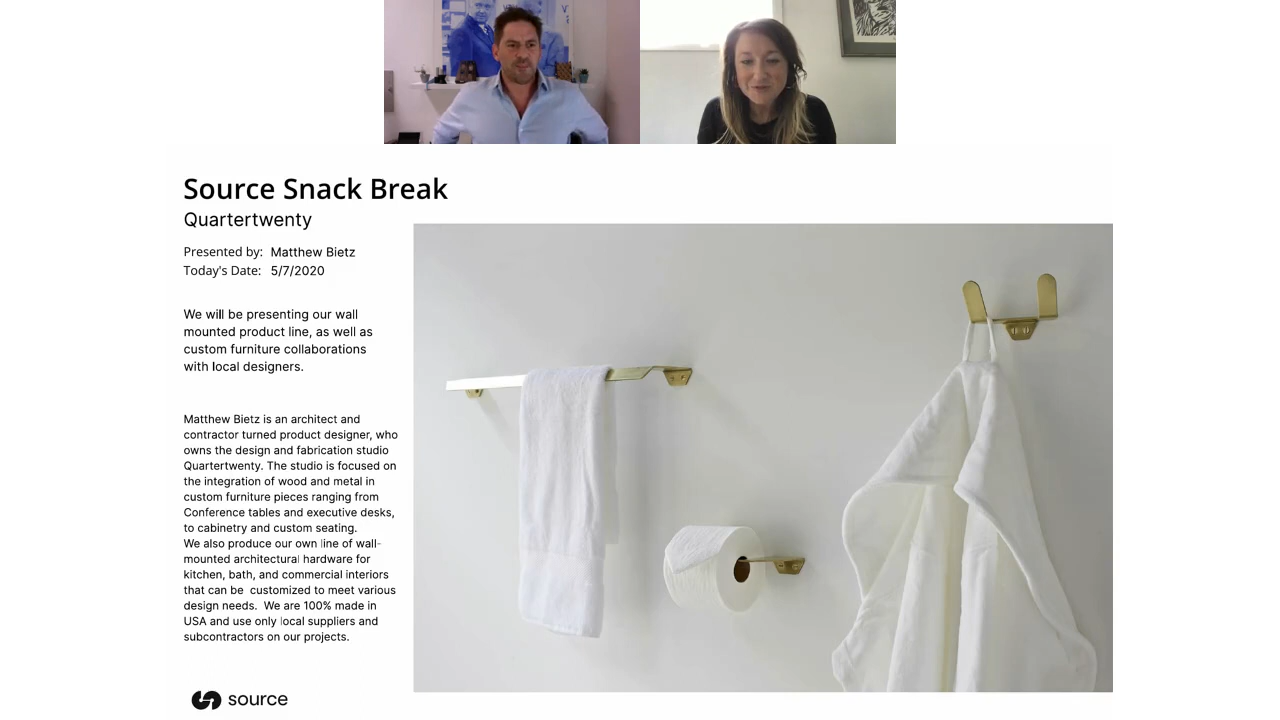 Source Snack Break
Quartertwenty
Presented by: Matthew Bietz
Today's Date: 5/7/2020
We will be presenting our wall
mounted product line, as well as
custom furniture collaborations
with local designers.
Matthew Bietz is an architect and
contractor turned product designer, who
owns the design and fabrication studio
Quartertwenty. The studio is focused on
the integration of wood and metal in
custom furniture pieces ranging from
Conference tables and executive desks,
to cabinetry and custom seating.
We also produce our own line of wall-
mounted architectural hardware for
kitchen, bath, and commercial interiors
that can be customized to meet various
design needs. We are 100% made in
USA and use only local suppliers and
subcontractors on our projects.
source